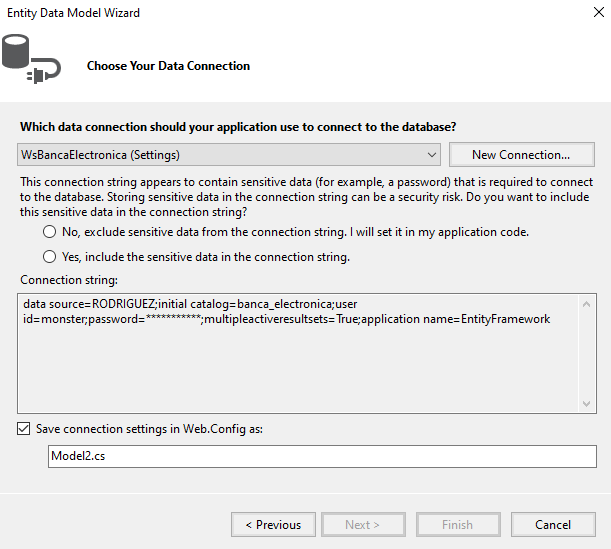 Entity Data Model Wizard
Choose Your Data Connection
Which data connection should your application use to connect to the database?
WsBancaElectronica (Settings)
New Connection...
This connection string appears to contain sensitive data (for example, a password) that is required to connect
to the database. Storing sensitive data in the connection string can be a security risk. Do you want to include
this sensitive data in the connection string?
No, exclude sensitive data from the connection string. I will set it in my application code.
Yes, include the sensitive data in the connection string.
Connection string:
data source=RODRIGUEZ;initial catalog=banca_electronica;user
id=monster;password=***********;multipleactiveresultsets=True;application name=EntityFramework
Save connection settings in Web.Config as:
Model2.cs
< Previous
Next >
Finish
Cancel